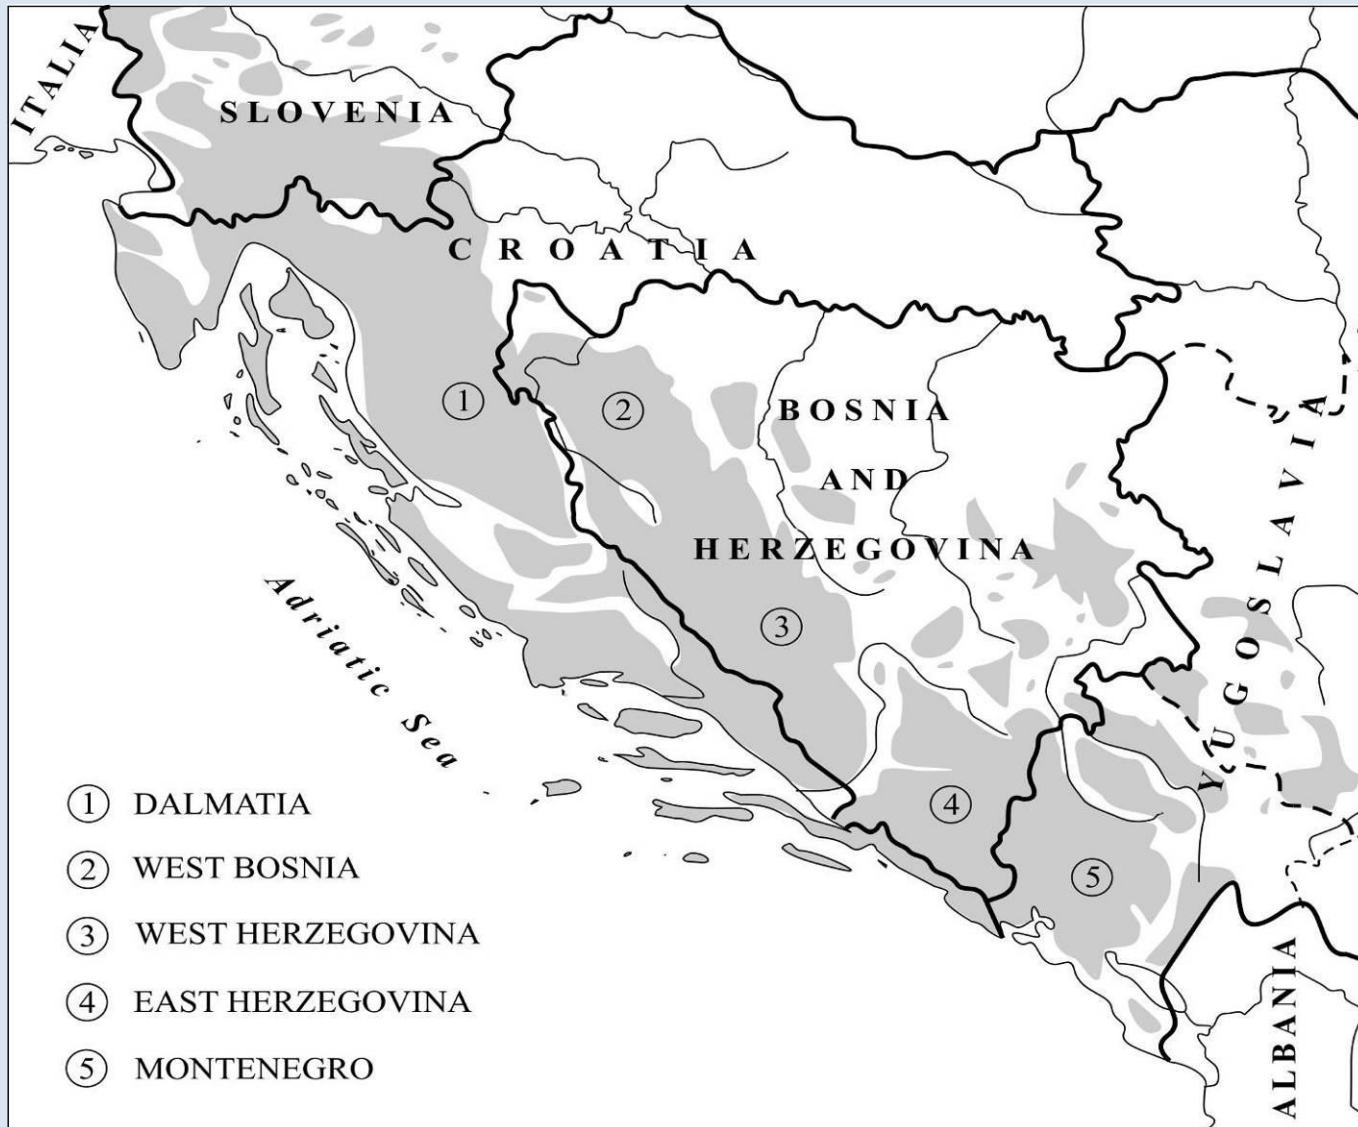 ITALIA
SLOVENIA
CROATIA
1
2
BOSNIA
AND
HERZEGOVINA
YUGOSLAVIA
3
Adriatic Sea
4
5
ALBANIA
1 DALMATIA
2 WEST BOSNIA
3 WEST HERZEGOVINA
4 EAST HERZEGOVINA
5 MONTENEGRO